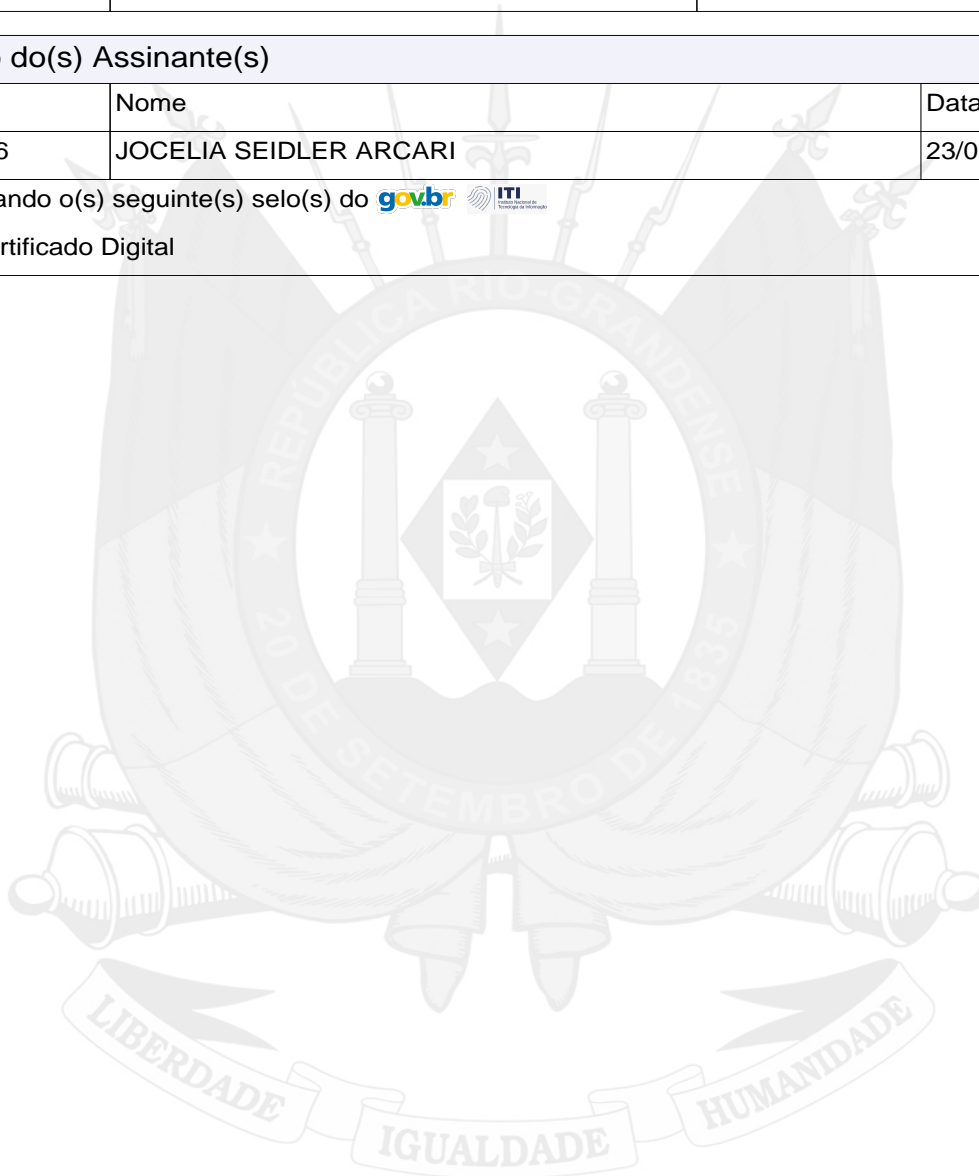 do(s) Assinante(s)
Nome Data
6 JOCELIA SEIDLER ARCARI 23/0
ando o(s) seguinte(s) selo(s) do gov.br ITI
rtificado Digital
REPÚBLICA RIO-GRANDENSE
20 DE SETEMBRO DE 1835
LIBERDADE IGUALDADE HUMANIDADE